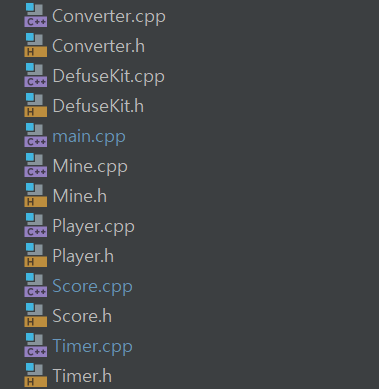 C++ Converter.cpp
H Converter.h
C++ DefuseKit.cpp
H DefuseKit.h
C++ main.cpp
C++ Mine.cpp
H Mine.h
C++ Player.cpp
H Player.h
C++ Score.cpp
H Score.h
C++ Timer.cpp
H Timer.h